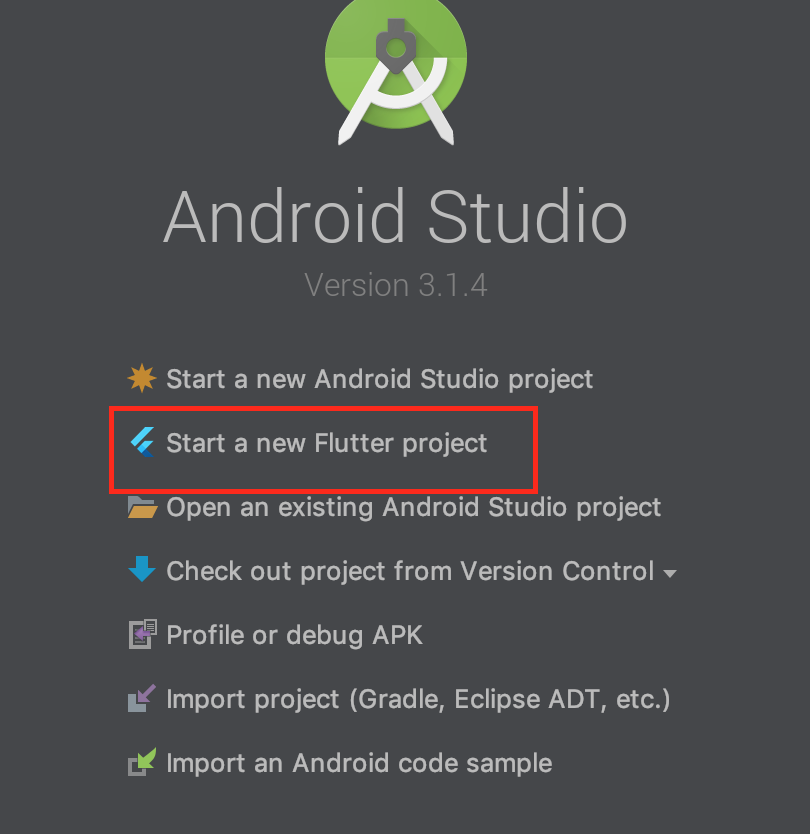 Android Studio
Version 3.1.4
Start a new Android Studio project
Start a new Flutter project
Open an existing Android Studio project
Check out project from Version Control
Profile or debug APK
Import project (Gradle, Eclipse ADT, etc.)
Import an Android code sample